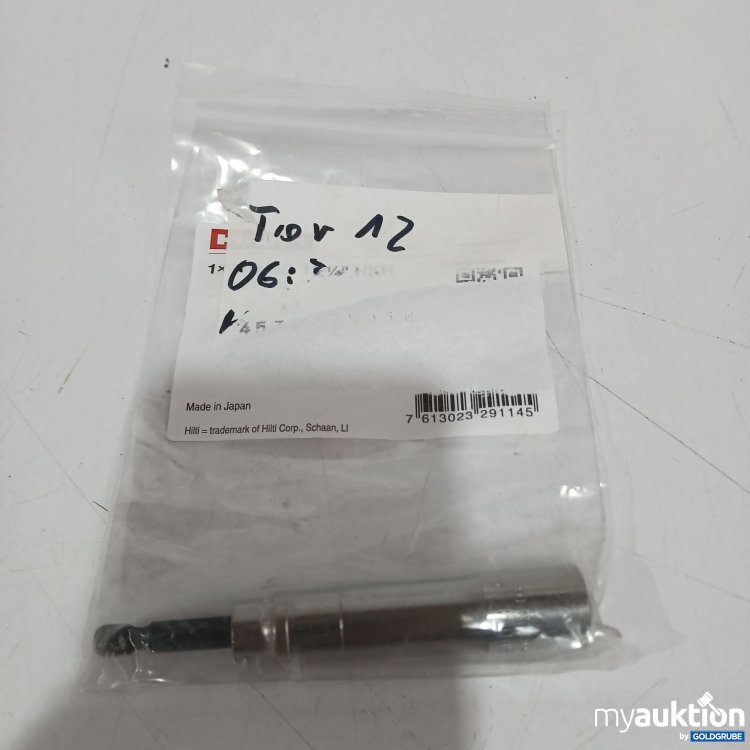 Tor 12
1x
06:
Made in Japan
Hilti = trademark of Hilti Corp., Schaan, LI
7 613023 291145
myauktion
by GOLDGRUBE